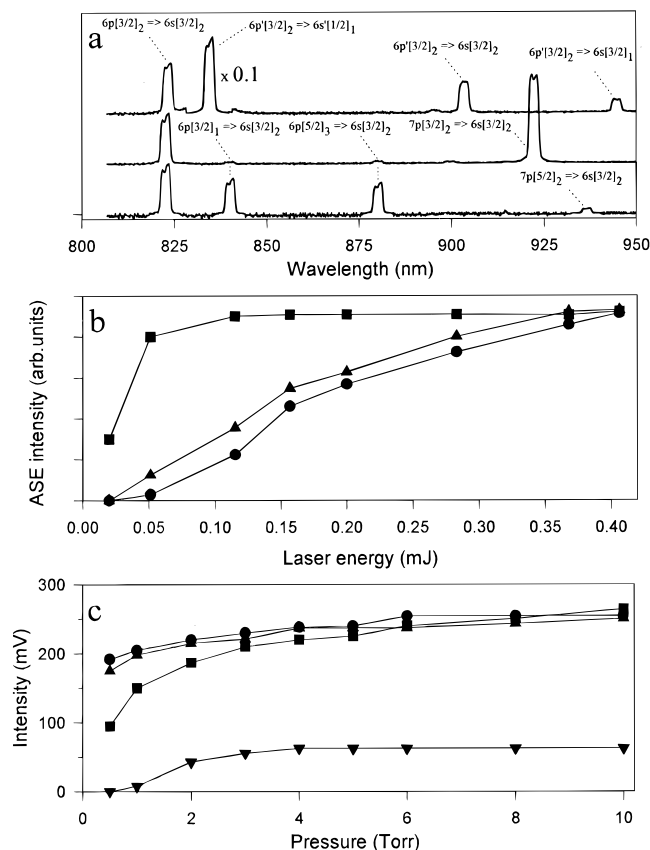 a
6p[3/2]₂ => 6s[3/2]₂
6p'[3/2]₂ => 6s'[1/2]₁
x 0.1
6p'[3/2]₂ => 6s[3/2]₂
6p'[3/2]₂ => 6s[3/2]₁
6p[3/2]₁ => 6s[3/2]₂
6p[5/2]₃ => 6s[3/2]₂
7p[3/2]₂ => 6s[3/2]₂
7p[5/2]₂ => 6s[3/2]₂
800 825 850 875 900 925 950
Wavelength (nm)
b
ASE intensity (arb.units)
0.00 0.05 0.10 0.15 0.20 0.25 0.30 0.35 0.40
Laser energy (mJ)
c
Intensity (mV)
300
200
100
0
0 2 4 6 8 10
Pressure (Torr)